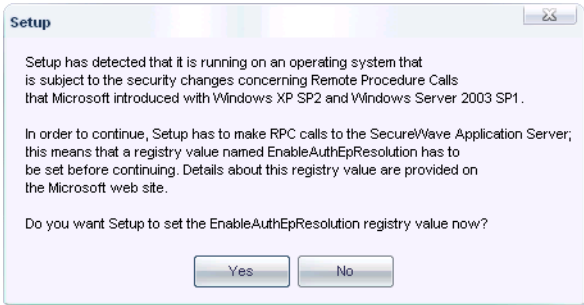 Setup
Setup has detected that it is running on an operating system that
is subject to the security changes concerning Remote Procedure Calls
that Microsoft introduced with Windows XP SP2 and Windows Server 2003 SP1.
In order to continue, Setup has to make RPC calls to the SecureWave Application Server;
this means that a registry value named EnableAuthEpResolution has to
be set before continuing. Details about this registry value are provided on
the Microsoft web site.
Do you want Setup to set the EnableAuthEpResolution registry value now?
Yes
No